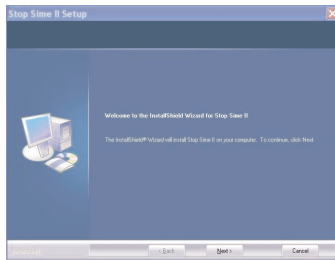 Stop Sime II Setup
Welcome to the InstallShield Wizard for Stop Sime II
The InstallShield® Wizard will install Stop Sime II on your computer. To continue, click Next
InstallShield
< Back
Next >
Cancel